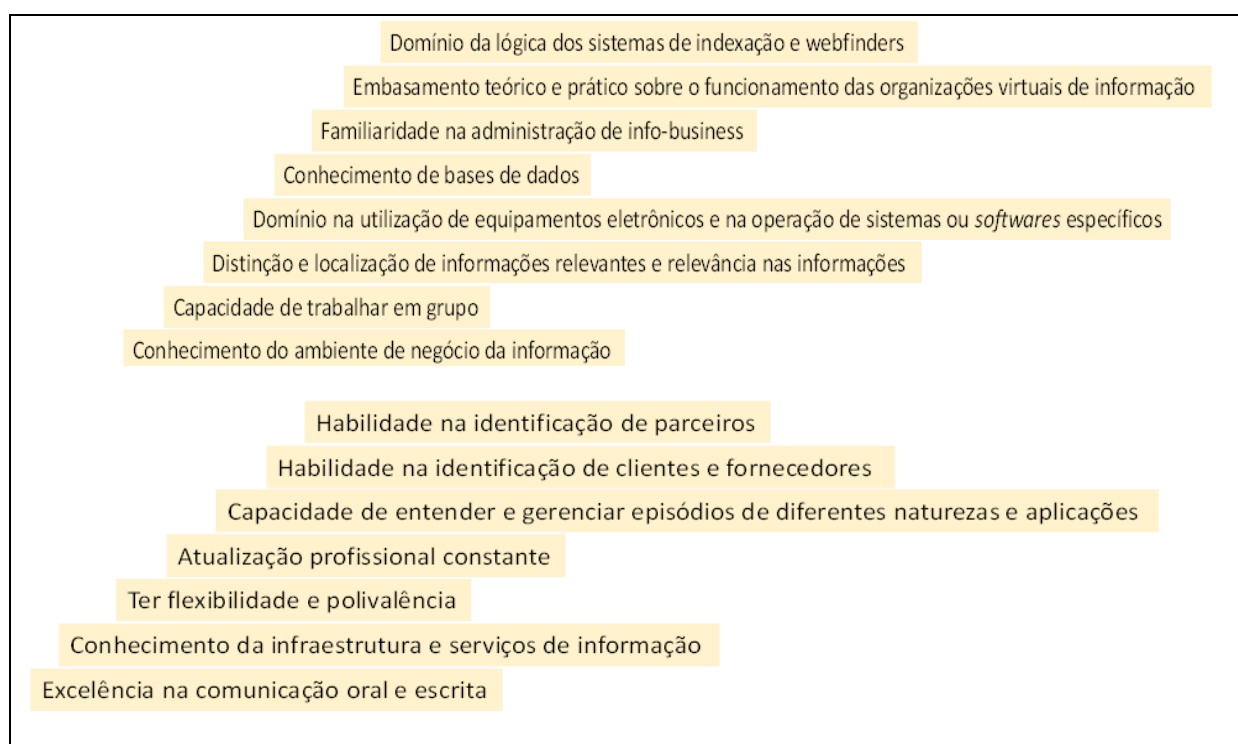 Domínio da lógica dos sistemas de indexação e webfinders
Embasamento teórico e prático sobre o funcionamento das organizações virtuais de informação
Familiaridade na administração de info-business
Conhecimento de bases de dados
Domínio na utilização de equipamentos eletrônicos e na operação de sistemas ou softwares específicos
Distinção e localização de informações relevantes e relevância nas informações
Capacidade de trabalhar em grupo
Conhecimento do ambiente de negócio da informação
Habilidade na identificação de parceiros
Habilidade na identificação de clientes e fornecedores
Capacidade de entender e gerenciar episódios de diferentes naturezas e aplicações
Atualização profissional constante
Ter flexibilidade e polivalência
Conhecimento da infraestrutura e serviços de informação
Excelência na comunicação oral e escrita